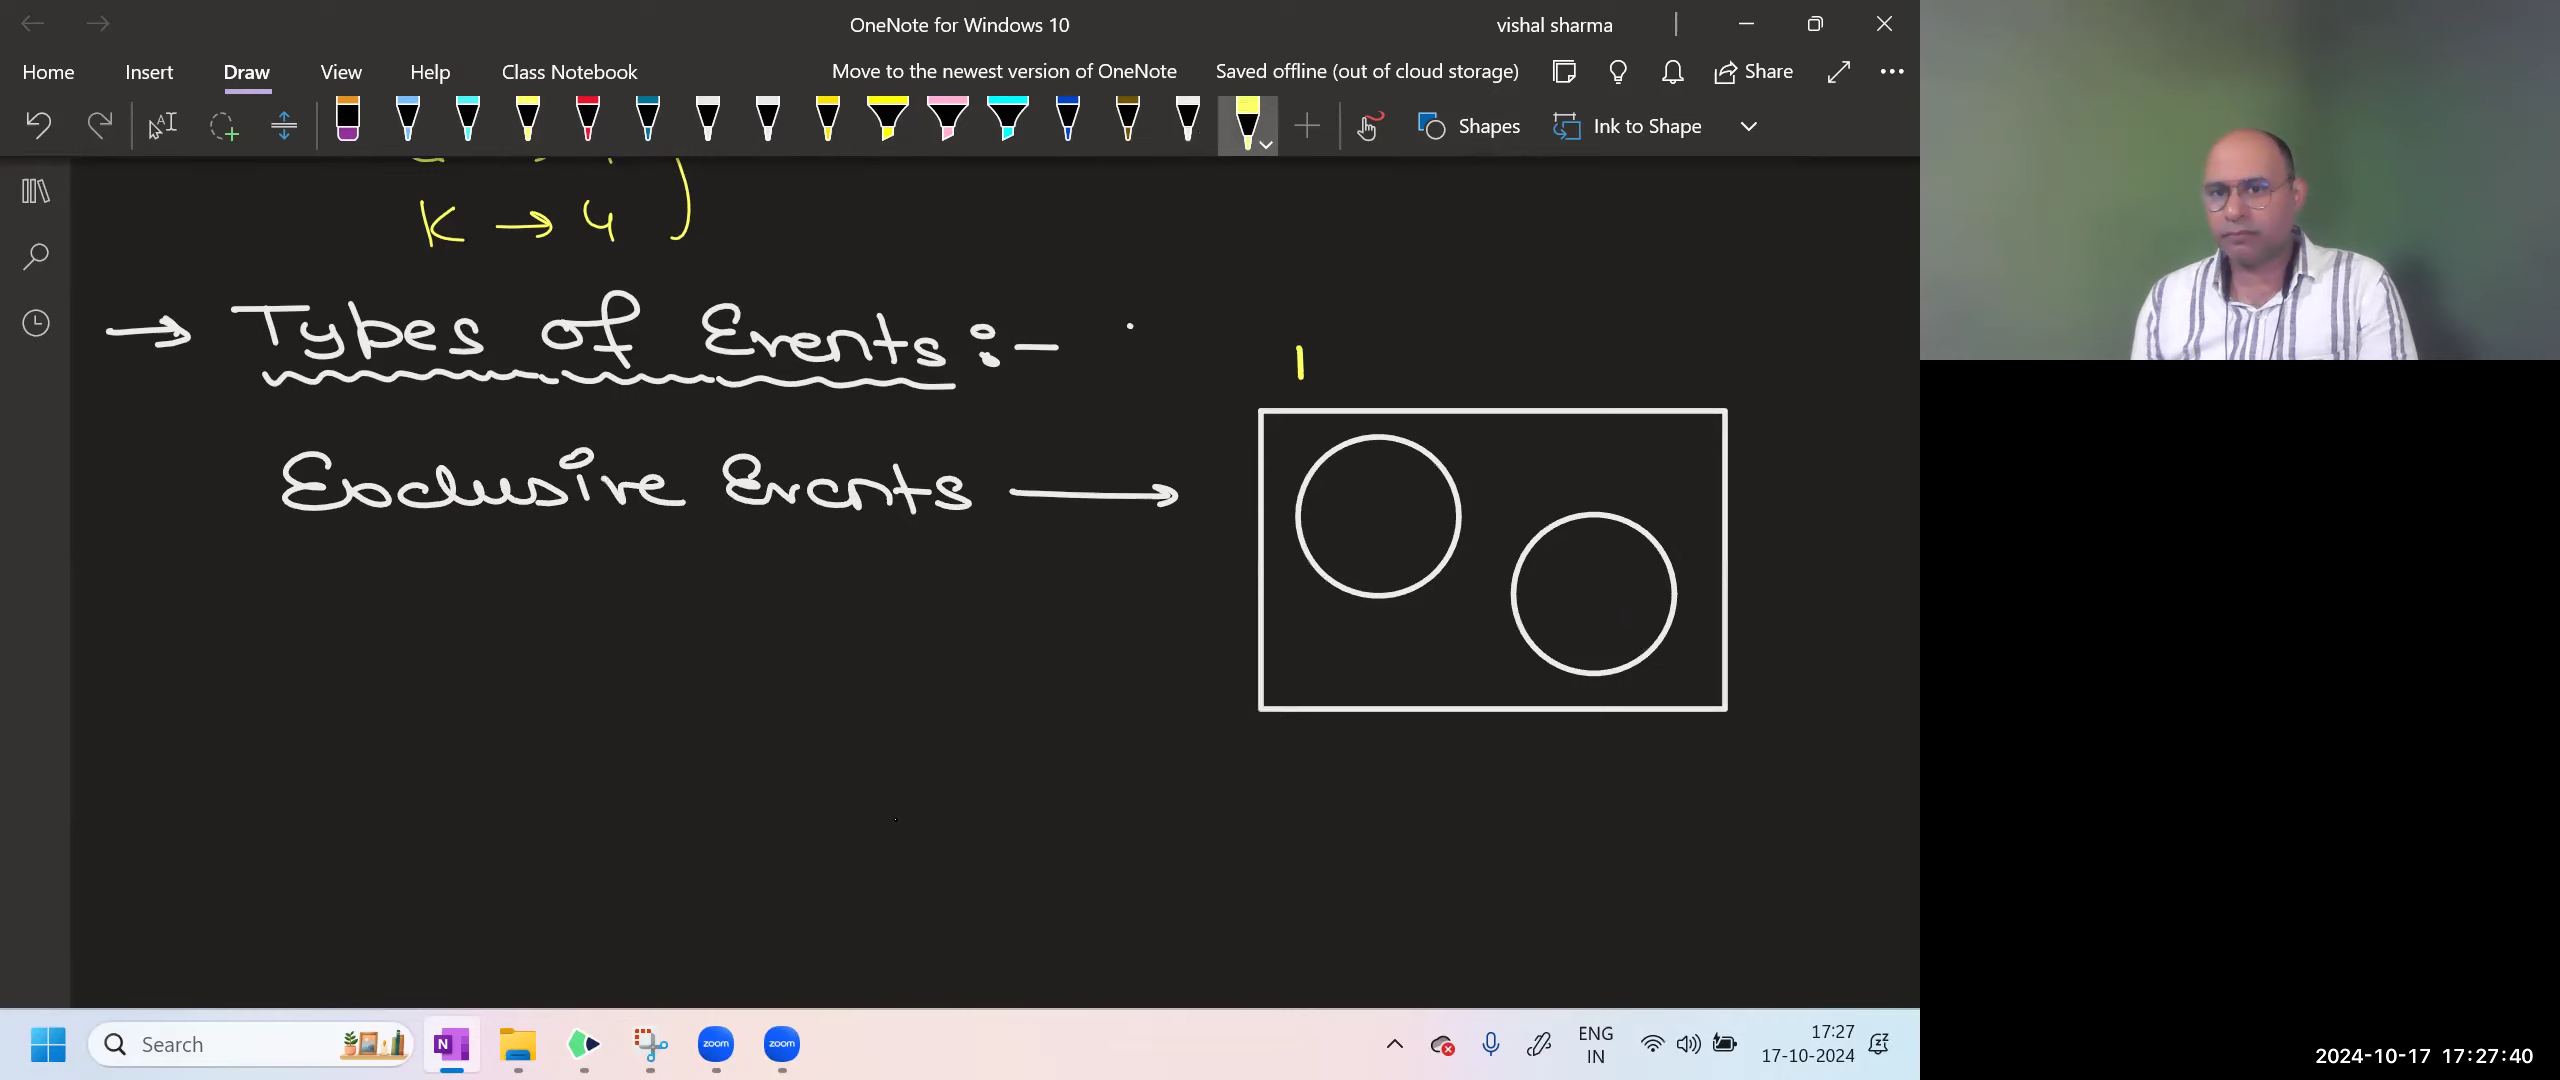 OneNote for Windows 10
vishal sharma
Home Insert Draw View Help Class Notebook
Move to the newest version of OneNote Saved offline (out of cloud storage) Share
Shapes Ink to Shape
K → 4 )
→ Types of Events :-
Exclusive Events →
Search
zoom zoom
ENG
IN
17:27
17-10-2024
2024-10-17 17:27:40